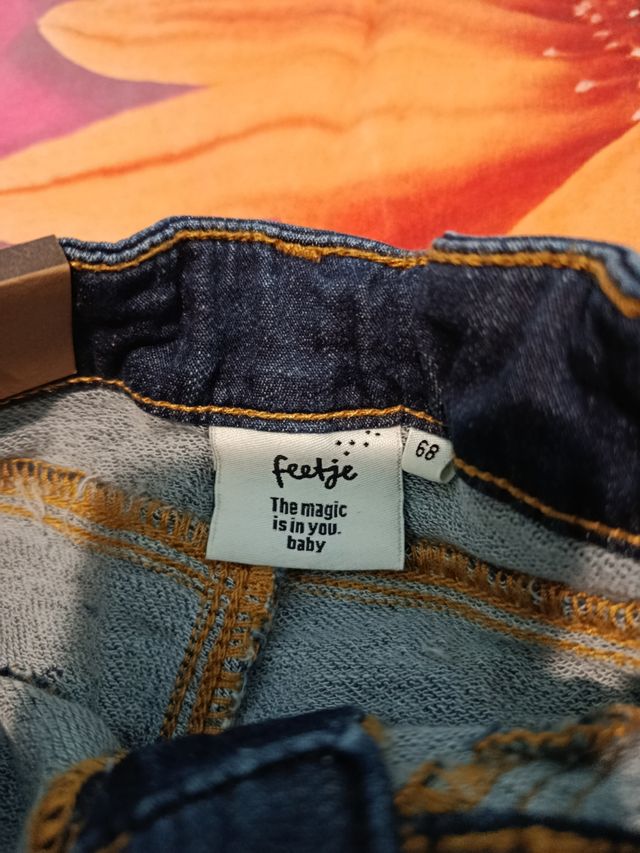 feetje
68
The magic
is in you.
baby